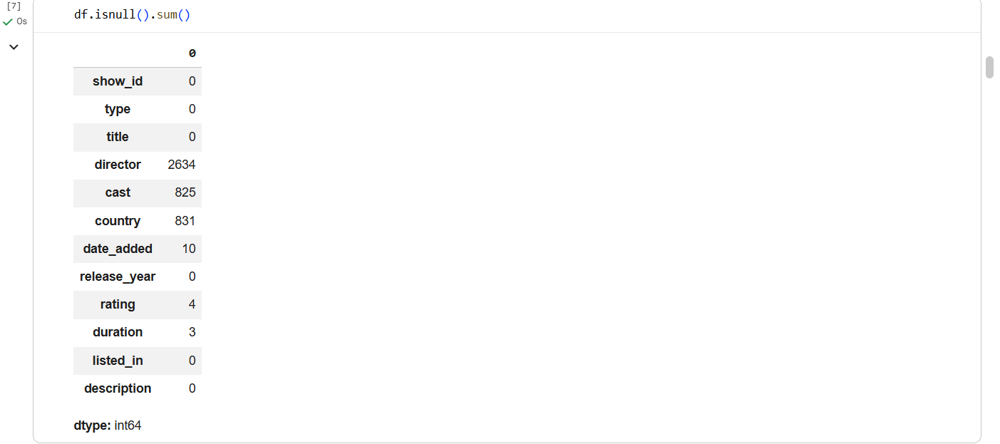 [7]
df.isnull().sum()
0s
0
show_id 0
type 0
title 0
director 2634
cast 825
country 831
date_added 10
release_year 0
rating 4
duration 3
listed_in 0
description 0
dtype: int64